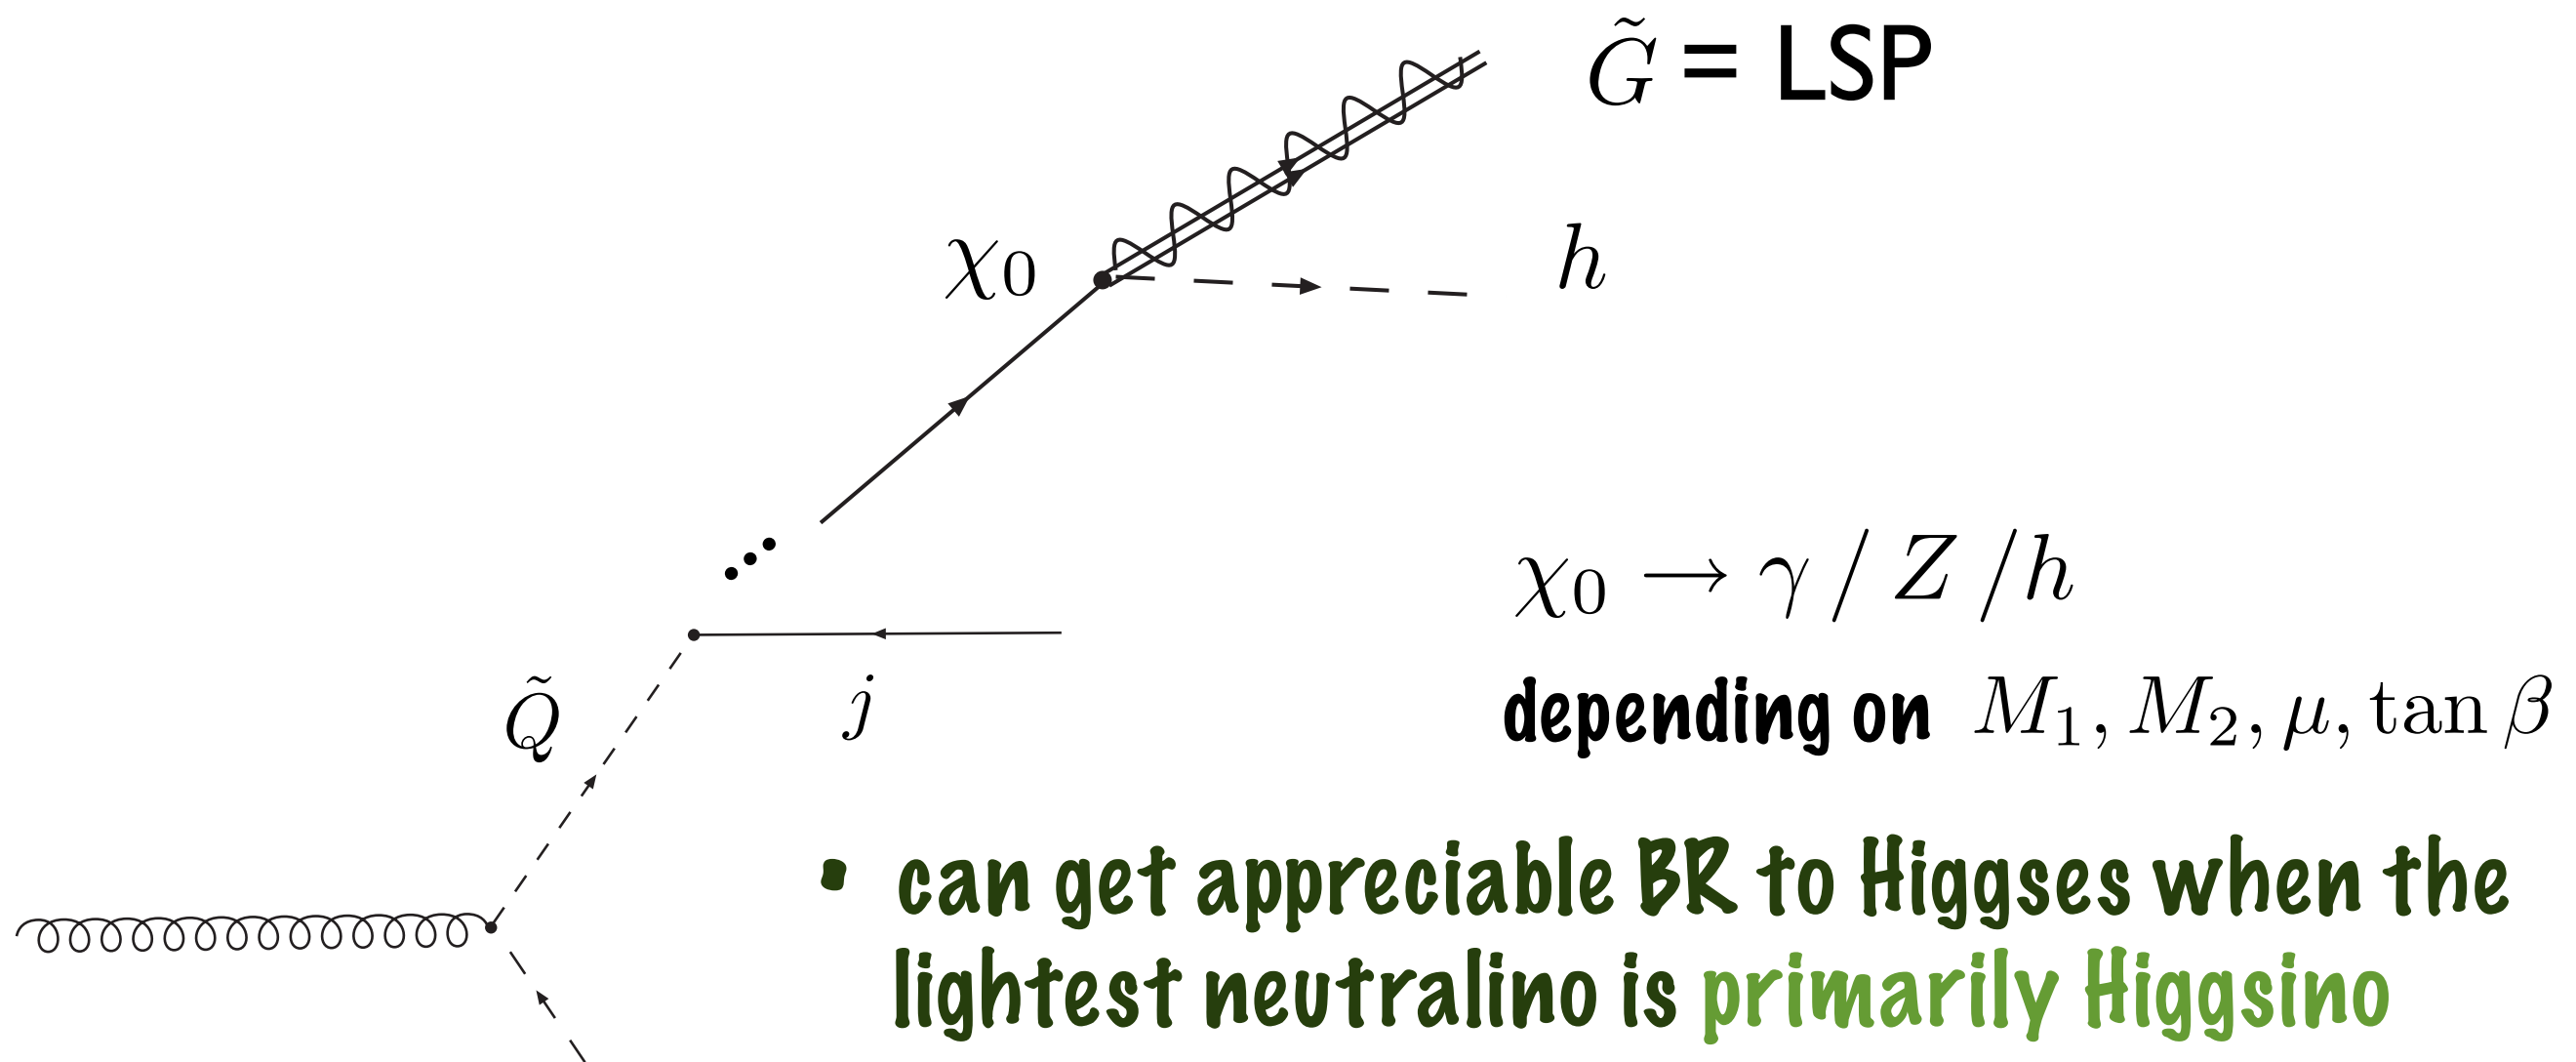 G̃ = LSP
χ₀
h
χ₀ → γ / Z / h
Q̃
j
depending on M₁, M₂, μ, tan β
• can get appreciable BR to Higgses when the
lightest neutralino is primarily Higgsino